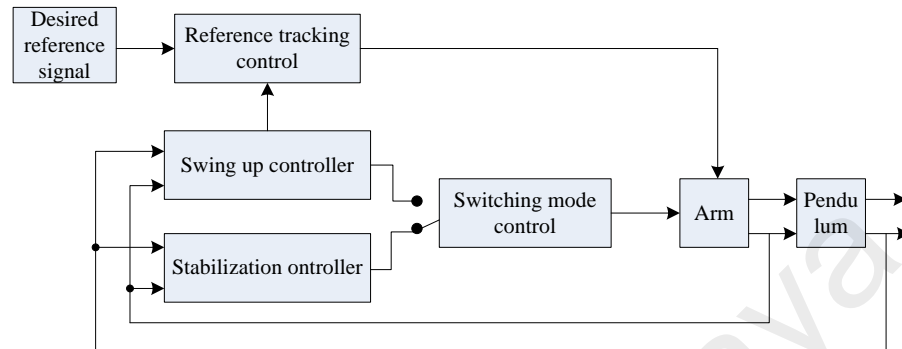 Desired
reference
signal
Reference tracking
control
Swing up controller
Stabilization ontroller
Switching mode
control
Arm
Pendu
lum